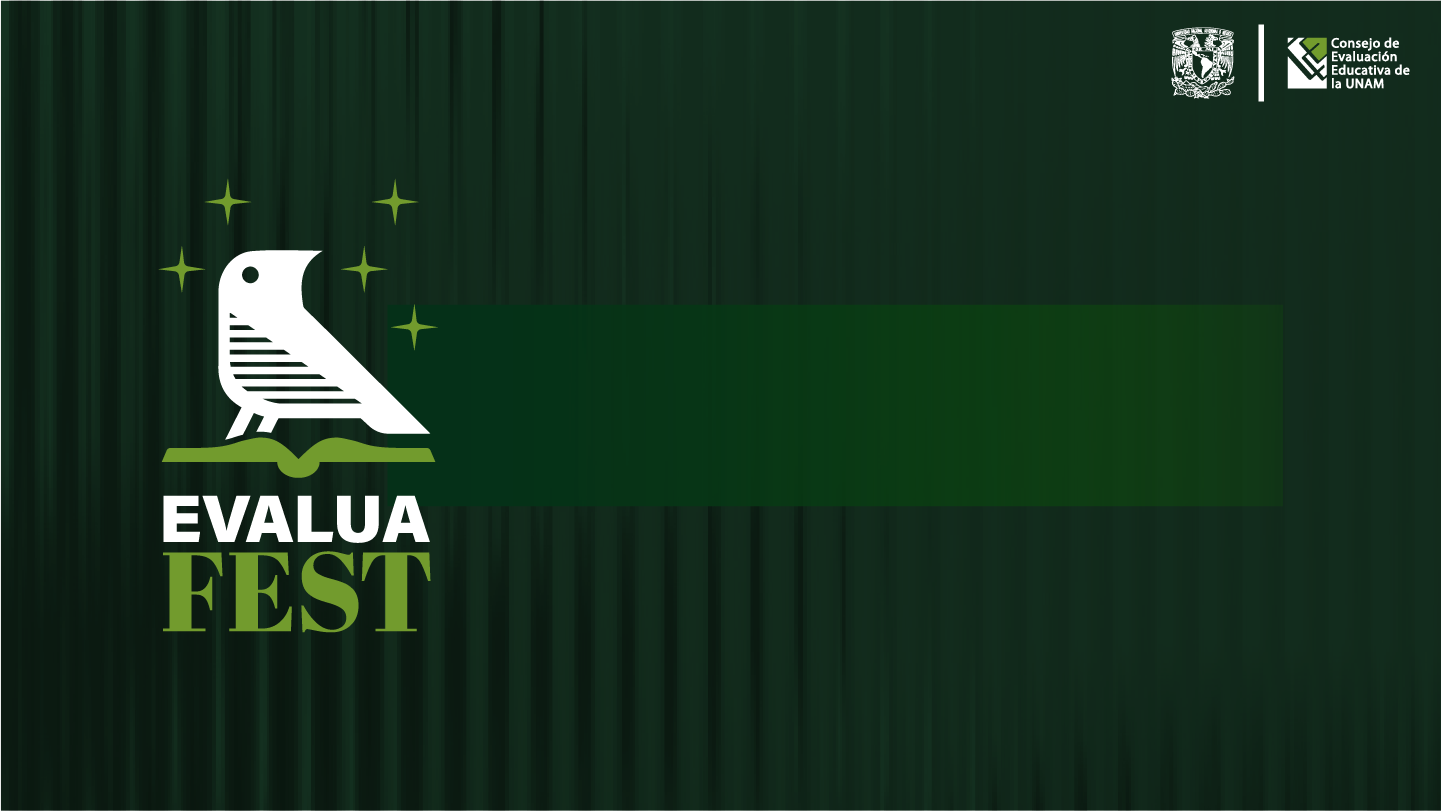 Consejo de
Evaluación
Educativa de
la UNAM
EVALUA
FEST